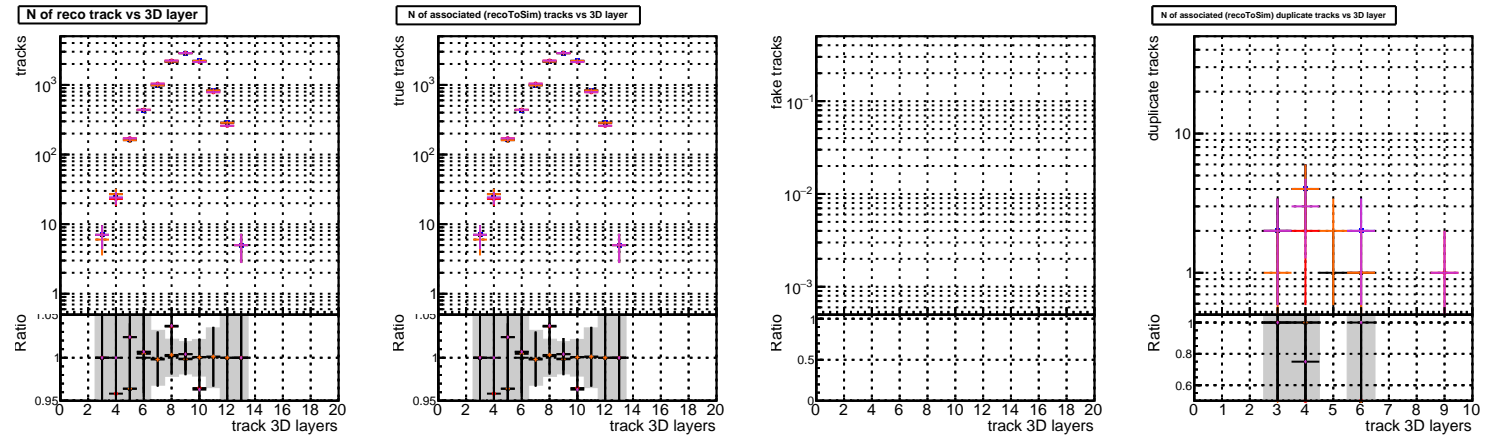 N of reco track vs 3D layer
tracks
10³
10²
10
1
Ratio
1.05
1
0.95
0 2 4 6 8 10 12 14 16 18 20
track 3D layers
N of associated (recoToSim) tracks vs 3D layer
true tracks
10³
10²
10
1
Ratio
1.05
1
0.95
0 2 4 6 8 10 12 14 16 18 20
track 3D layers
fake tracks
10⁻¹
10⁻²
10⁻³
Ratio
1
0.5
0
0 2 4 6 8 10 12 14 16 18 20
track 3D layers
N of associated (recoToSim) duplicate tracks vs 3D layer
duplicate tracks
10
1
Ratio
1
0.8
0.6
0 1 2 3 4 5 6 7 8 9 10
track 3D layers